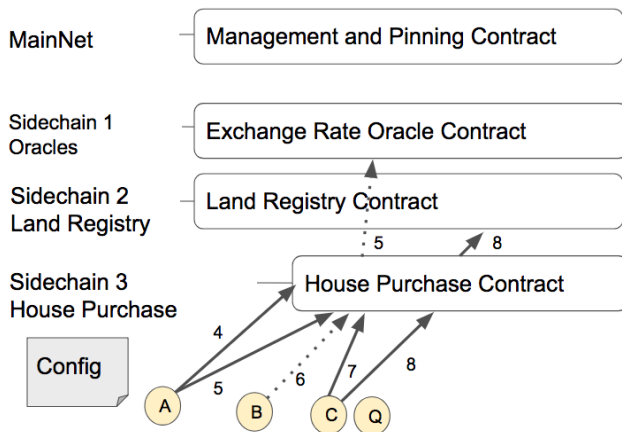 MainNet
Management and Pinning Contract
Sidechain 1
Oracles
Exchange Rate Oracle Contract
Sidechain 2
Land Registry
Land Registry Contract
5
8
Sidechain 3
House Purchase
House Purchase Contract
4
5
6
7
8
Config
A
B
C
Q